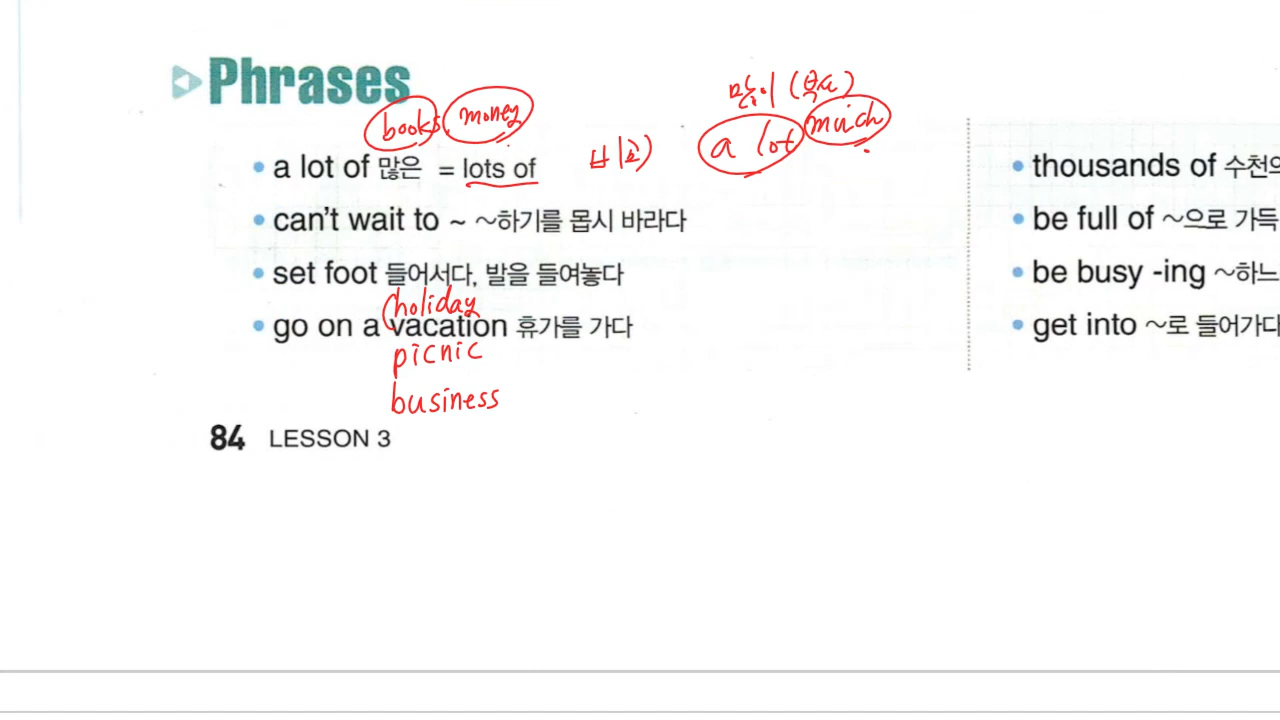 Phrases
books money
많이 (부사)
a lot much
• a lot of 많은 = lots of
비교)
• can't wait to ~ ~하기를 몹시 바라다
• set foot 들어서다, 발을 들여놓다
holiday
• go on a vacation 휴가를 가다
picnic
business
• thousands of 수천의
• be full of ~으로 가득
• be busy -ing ~하느
• get into ~로 들어가다
84 LESSON 3